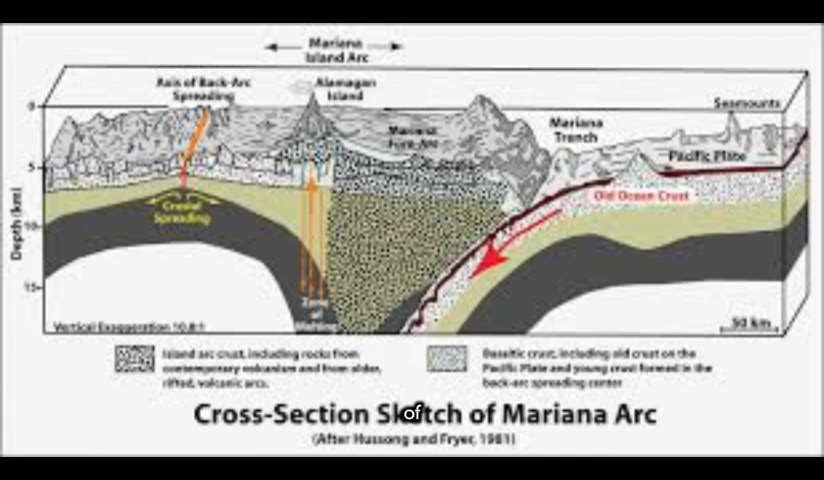 Mariana
Island Arc
Axis of Back-Arc
Spreading
Alamagan
Island
Seamounts
Mariana
Fore-Arc
Mariana
Trench
Pacific Plate
Old Ocean Crust
Crustal
Spreading
Depth (km)
0
5
10
15
Zone
of
Melting
Vertical Exaggeration 10.8:1
50 km
Island arc crust, including rocks from
contemporary volcanism and from older,
rifted, volcanic arcs.
Basaltic crust, including old crust on the
Pacific Plate and young crust formed in the
back-arc spreading center
Cross-Section Sketch of Mariana Arc
of
(After Hussong and Fryer, 1981)